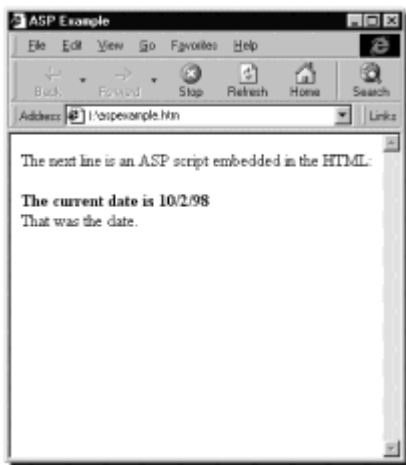 ASP Example
File Edit View Go Favorites Help
Back Forward Stop Refresh Home Search
Address I:\aspexample.htm Links
The next line is an ASP script embedded in the HTML:
The current date is 10/2/98
That was the date.